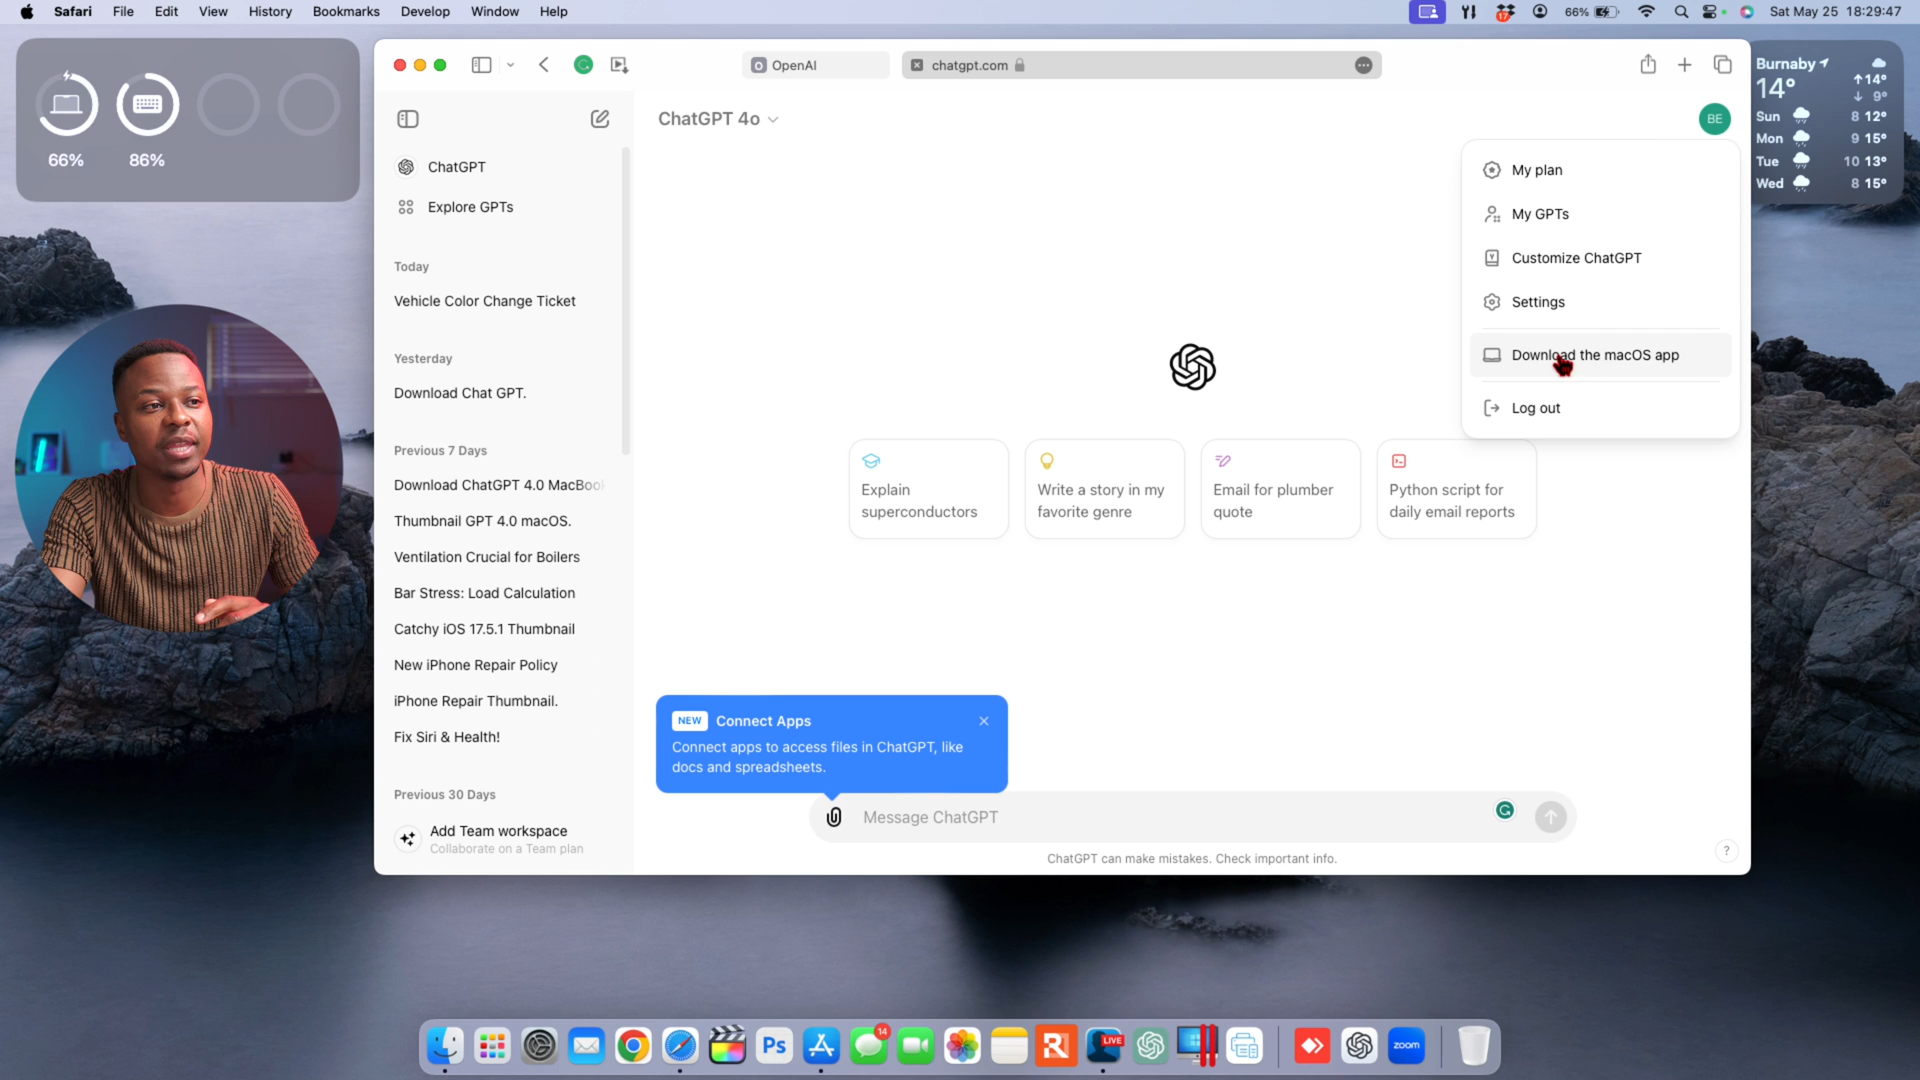 Safari File Edit View History Bookmarks Develop Window Help
17 66% Sat May 25 18:29:47
66% 86%
OpenAI
chatgpt.com
Burnaby
14°
14°
9°
Sun 8 12°
Mon 9 15°
Tue 10 13°
Wed 8 15°
ChatGPT
Explore GPTs
Today
Vehicle Color Change Ticket
Yesterday
Download Chat GPT.
Previous 7 Days
Download ChatGPT 4.0 MacBoo
Thumbnail GPT 4.0 macOS.
Ventilation Crucial for Boilers
Bar Stress: Load Calculation
Catchy iOS 17.5.1 Thumbnail
New iPhone Repair Policy
iPhone Repair Thumbnail.
Fix Siri & Health!
Previous 30 Days
Add Team workspace
Collaborate on a Team plan
ChatGPT 4o
BE
My plan
My GPTs
Customize ChatGPT
Settings
Download the macOS app
Log out
Explain
superconductors
Write a story in my
favorite genre
Email for plumber
quote
Python script for
daily email reports
NEW Connect Apps
Connect apps to access files in ChatGPT, like
docs and spreadsheets.
Message ChatGPT
ChatGPT can make mistakes. Check important info.
?
Ps
14
R
LIVE
zoom